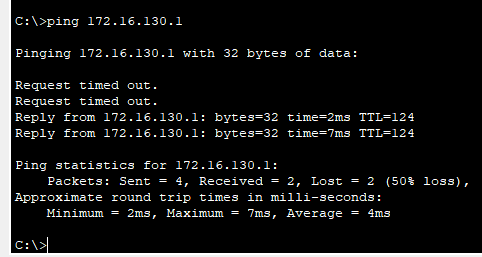 C:\>ping 172.16.130.1
Pinging 172.16.130.1 with 32 bytes of data:
Request timed out.
Request timed out.
Reply from 172.16.130.1: bytes=32 time=2ms TTL=124
Reply from 172.16.130.1: bytes=32 time=7ms TTL=124
Ping statistics for 172.16.130.1:
Packets: Sent = 4, Received = 2, Lost = 2 (50% loss),
Approximate round trip times in milli-seconds:
Minimum = 2ms, Maximum = 7ms, Average = 4ms
C:\>